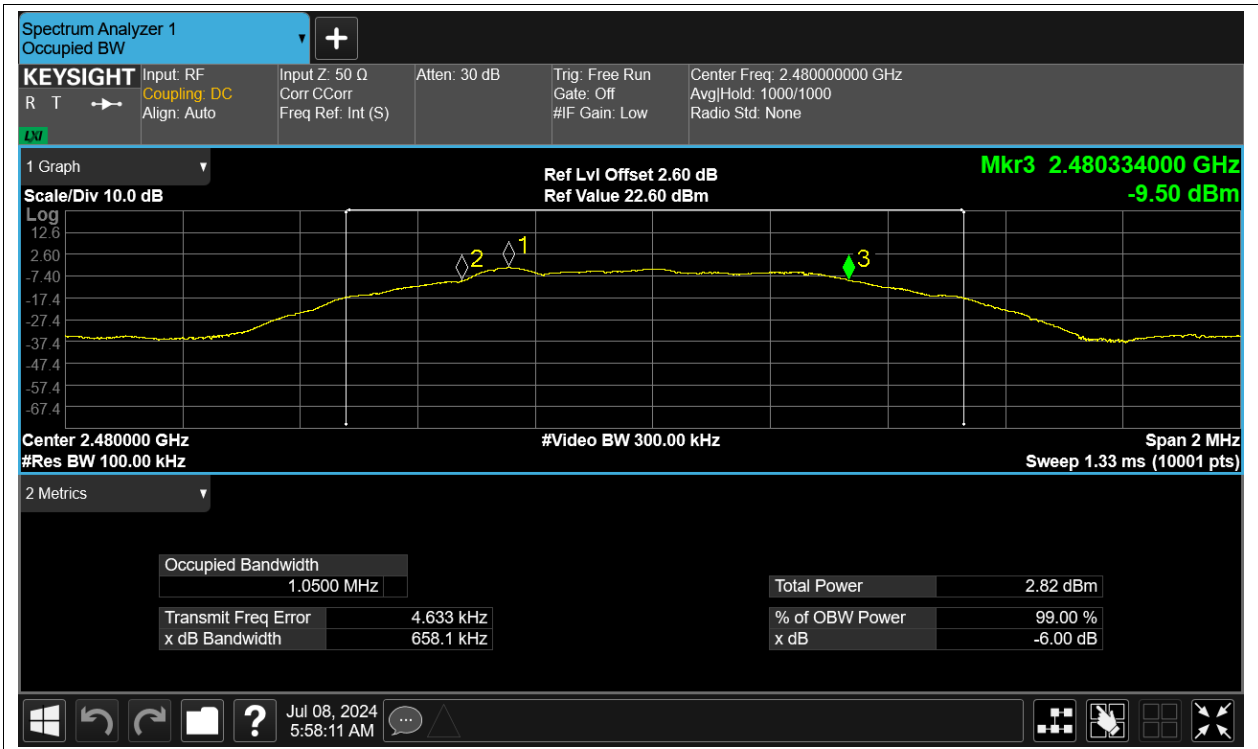 Spectrum Analyzer 1
Occupied BW
▼
+
KEYSIGHT
R T
LXI
Input: RF
Coupling: DC
Align: Auto
Input Z: 50 Ω
Corr CCorr
Freq Ref: Int (S)
Atten: 30 dB
Trig: Free Run
Gate: Off
#IF Gain: Low
Center Freq: 2.480000000 GHz
Avg|Hold: 1000/1000
Radio Std: None
1 Graph ▼
Scale/Div 10.0 dB
Ref Lvl Offset 2.60 dB
Ref Value 22.60 dBm
Mkr3 2.480334000 GHz
-9.50 dBm
Log
12.6
2.60
-7.40
-17.4
-27.4
-37.4
-47.4
-57.4
-67.4
2
1
3
Center 2.480000 GHz
#Res BW 100.00 kHz
#Video BW 300.00 kHz
Span 2 MHz
Sweep 1.33 ms (10001 pts)
2 Metrics ▼
Occupied Bandwidth
1.0500 MHz
Transmit Freq Error 4.633 kHz
x dB Bandwidth 658.1 kHz
Total Power 2.82 dBm
% of OBW Power 99.00 %
x dB -6.00 dB
?
Jul 08, 2024
5:58:11 AM